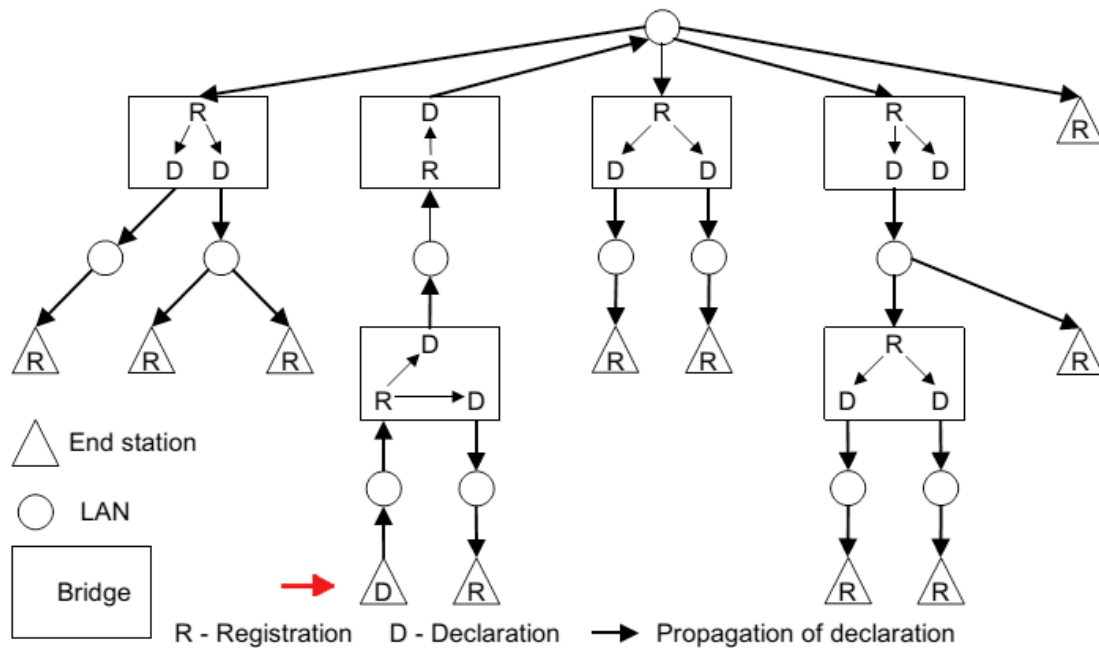 R D R R
R
D D R D D D D
R R R R R D R
R D D D
End station
LAN
Bridge
D R R R
R - Registration D - Declaration Propagation of declaration